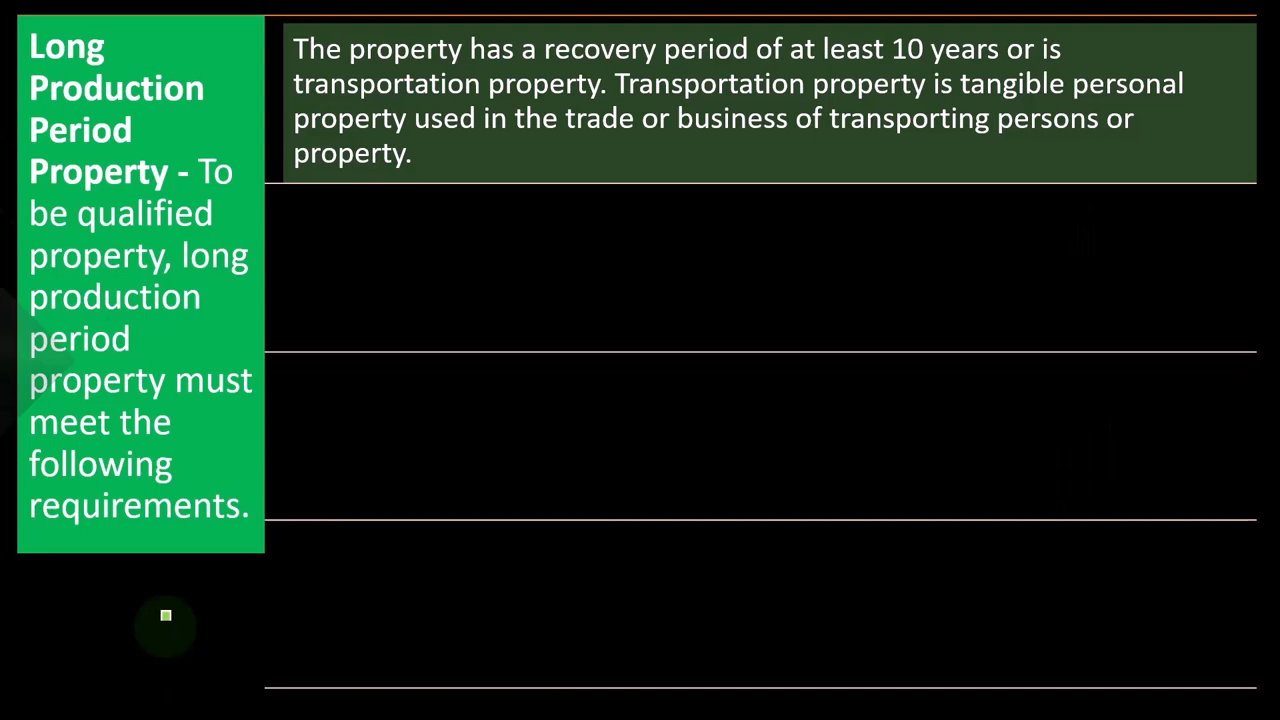 Long
Production
Period
Property - To
be qualified
property, long
production
period
property must
meet the
following
requirements.
The property has a recovery period of at least 10 years or is
transportation property. Transportation property is tangible personal
property used in the trade or business of transporting persons or
property.